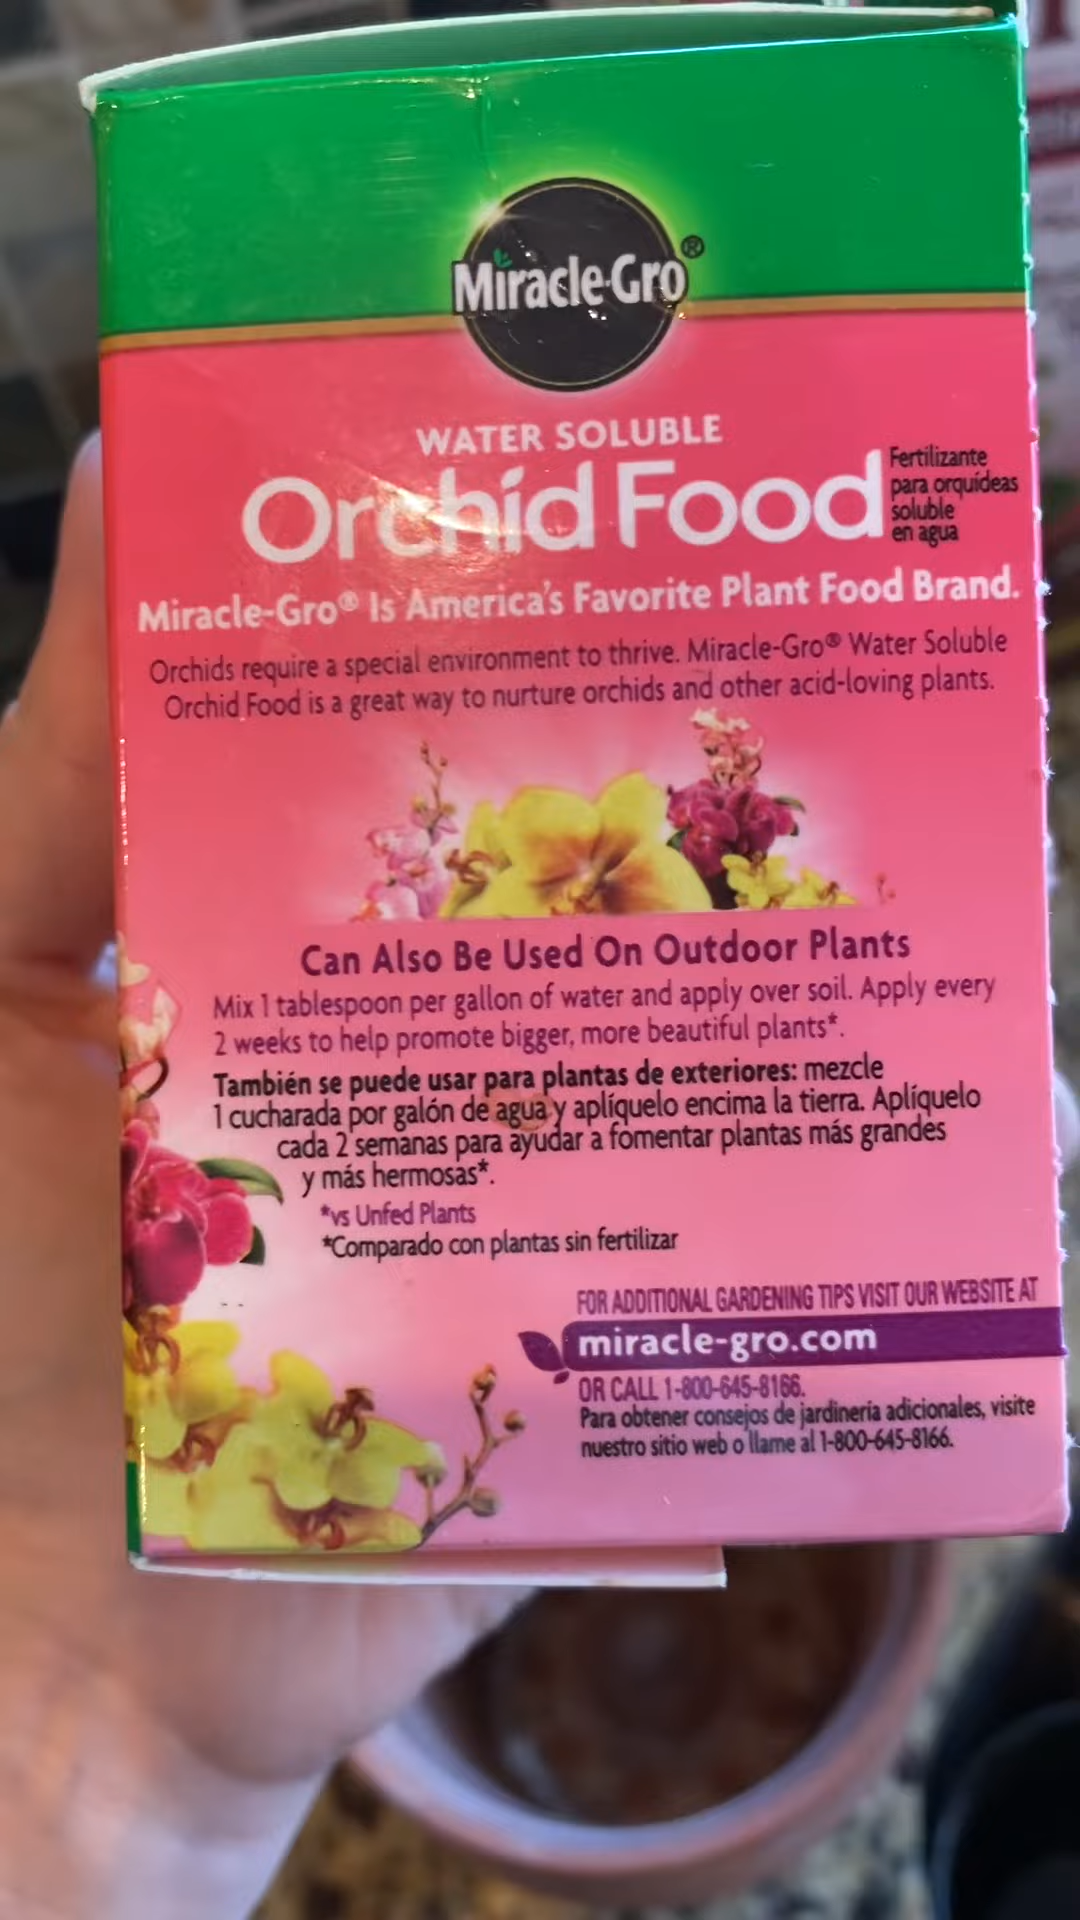 Miracle-Gro®
WATER SOLUBLE
Orchid Food
Fertilizante
para orquídeas
soluble
en agua
Miracle-Gro® Is America's Favorite Plant Food Brand.
Orchids require a special environment to thrive. Miracle-Gro® Water Soluble
Orchid Food is a great way to nurture orchids and other acid-loving plants.
Can Also Be Used On Outdoor Plants
Mix 1 tablespoon per gallon of water and apply over soil. Apply every
2 weeks to help promote bigger, more beautiful plants*.
También se puede usar para plantas de exteriores: mezcle
1 cucharada por galón de agua y aplíquelo encima la tierra. Aplíquelo
cada 2 semanas para ayudar a fomentar plantas más grandes
y más hermosas*.
*vs Unfed Plants
*Comparado con plantas sin fertilizar
FOR ADDITIONAL GARDENING TIPS VISIT OUR WEBSITE AT
miracle-gro.com
OR CALL 1-800-645-8166.
Para obtener consejos de jardinería adicionales, visite
nuestro sitio web o llame al 1-800-645-8166.